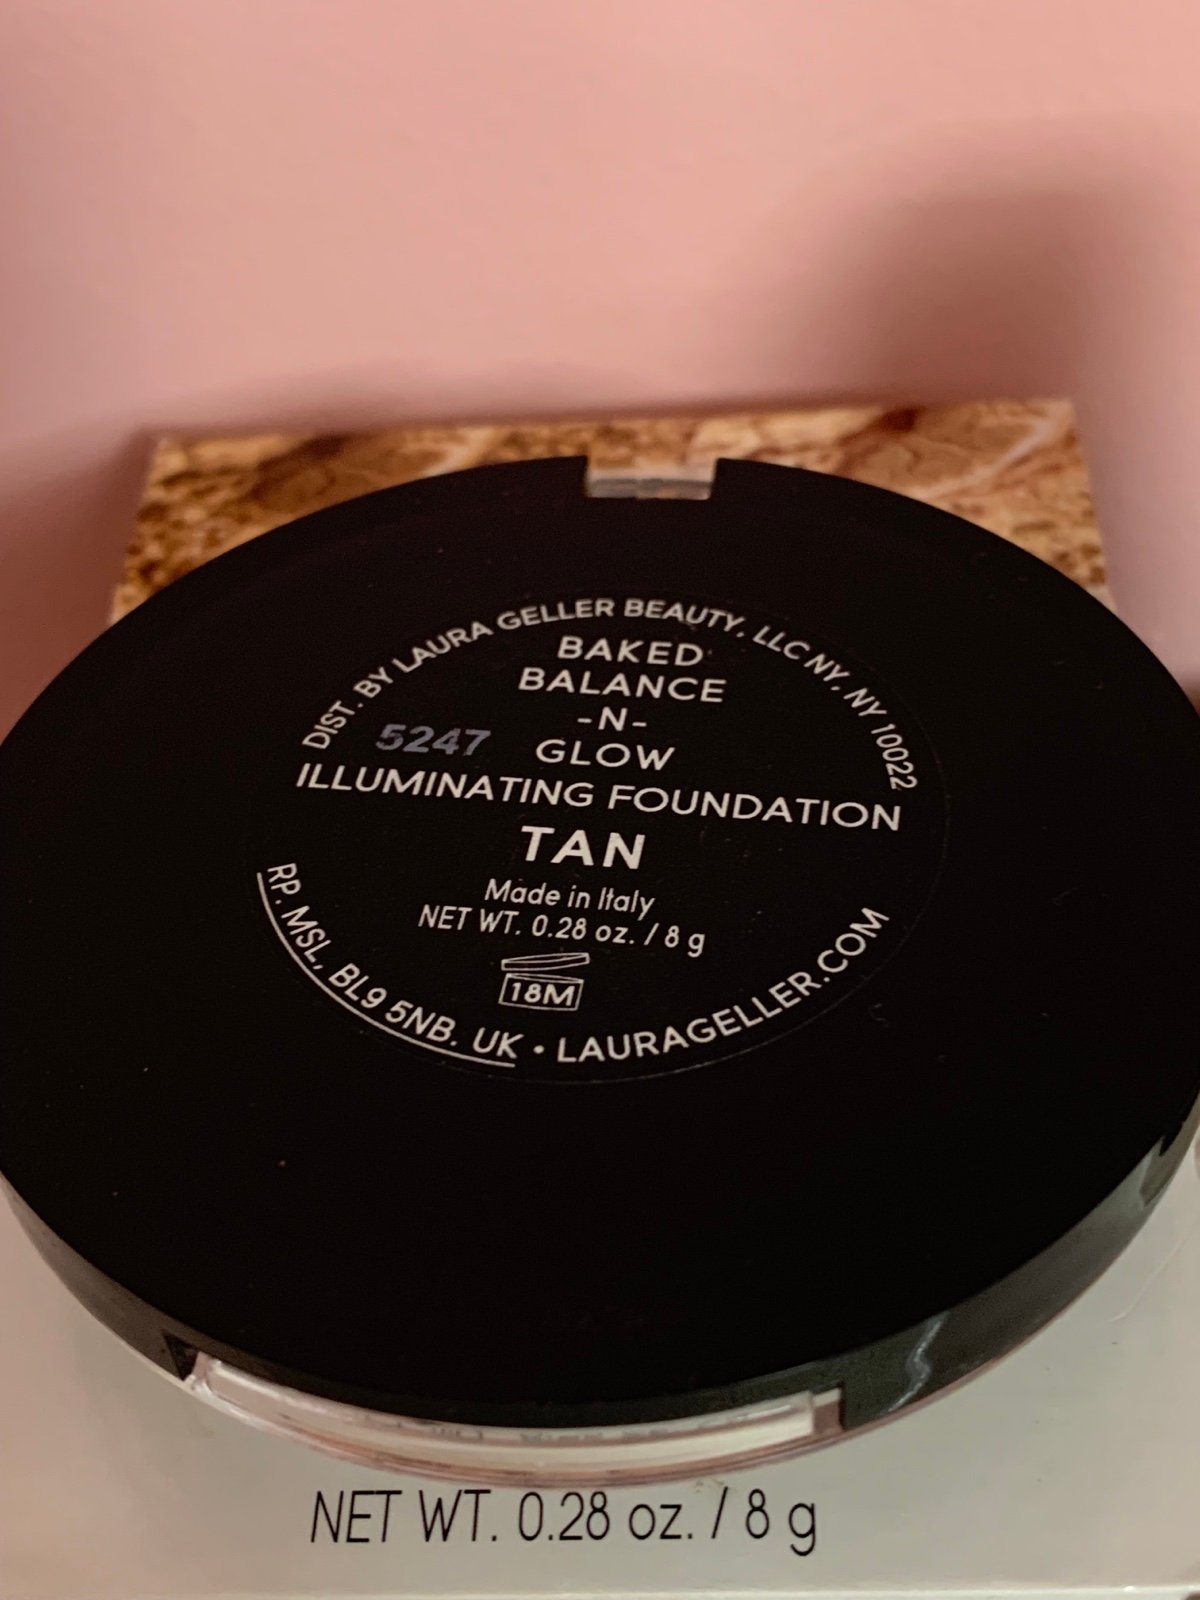 DIST. BY LAURA GELLER BEAUTY, LLC NY, NY 10022
BAKED
BALANCE
-N-
5247
GLOW
ILLUMINATING FOUNDATION
TAN
Made in Italy
NET WT. 0.28 oz. / 8 g
18M
RP. MSL, BL9 5NB. UK • LAURAGELLER.COM
NET WT. 0.28 oz. / 8 g